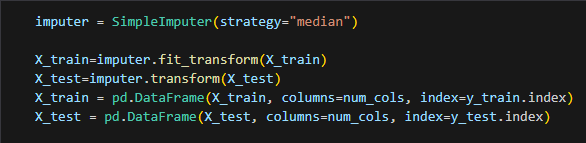 imputer = SimpleImputer(strategy="median")
X_train=imputer.fit_transform(X_train)
X_test=imputer.transform(X_test)
X_train = pd.DataFrame(X_train, columns=num_cols, index=y_train.index)
X_test = pd.DataFrame(X_test, columns=num_cols, index=y_test.index)